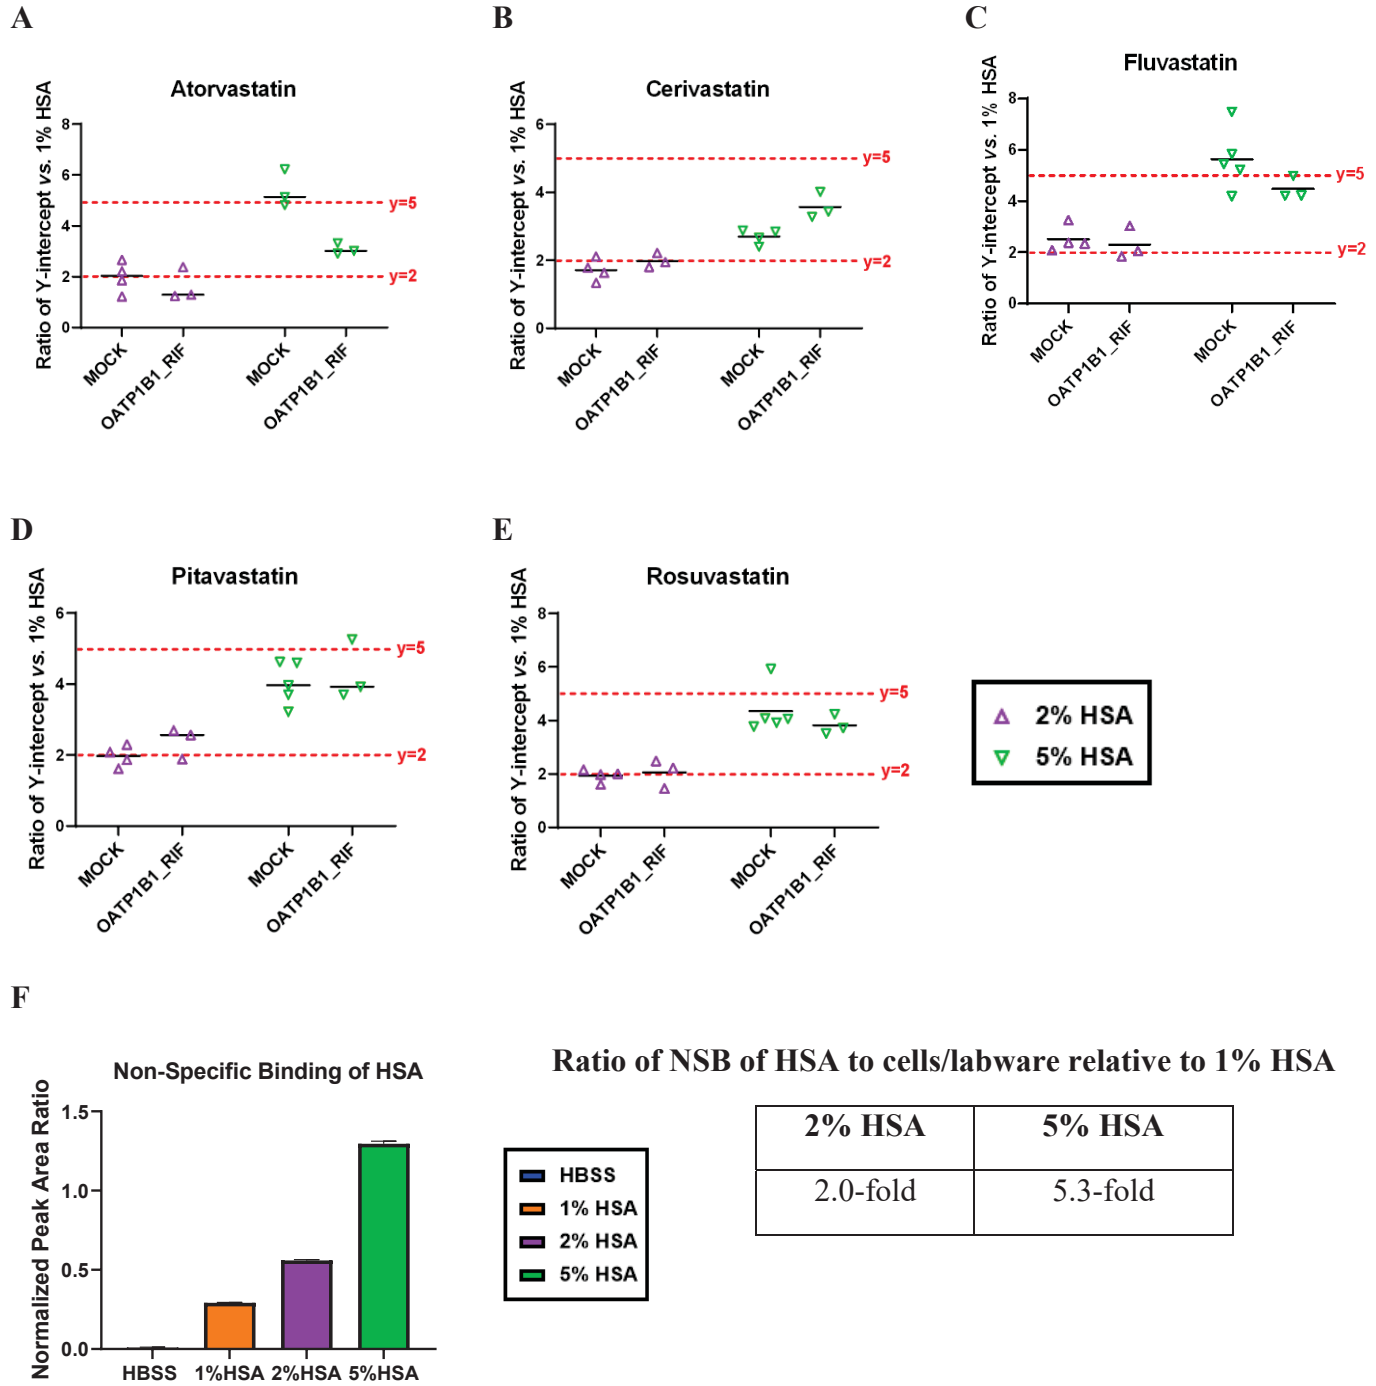 A
Atorvastatin
Ratio of Y-intercept vs. 1% HSA
8
6
4
2
0
y=5
y=2
MOCK
OATP1B1_RIF
MOCK
OATP1B1_RIF
B
Cerivastatin
Ratio of Y-intercept vs. 1% HSA
6
4
2
0
y=5
y=2
MOCK
OATP1B1_RIF
MOCK
OATP1B1_RIF
C
Fluvastatin
Ratio of Y-intercept vs. 1% HSA
8
6
4
2
0
y=5
y=2
MOCK
OATP1B1_RIF
MOCK
OATP1B1_RIF
D
Pitavastatin
Ratio of Y-intercept vs. 1% HSA
6
4
2
0
y=5
y=2
MOCK
OATP1B1_RIF
MOCK
OATP1B1_RIF
E
Rosuvastatin
Ratio of Y-intercept vs. 1% HSA
8
6
4
2
0
y=5
y=2
MOCK
OATP1B1_RIF
MOCK
OATP1B1_RIF
2% HSA
5% HSA
F
Non-Specific Binding of HSA
Normalized Peak Area Ratio
1.5
1.0
0.5
0.0
HBSS 1%HSA 2%HSA 5%HSA
HBSS
1% HSA
2% HSA
5% HSA
Ratio of NSB of HSA to cells/labware relative to 1% HSA
2% HSA 5% HSA
2.0-fold 5.3-fold